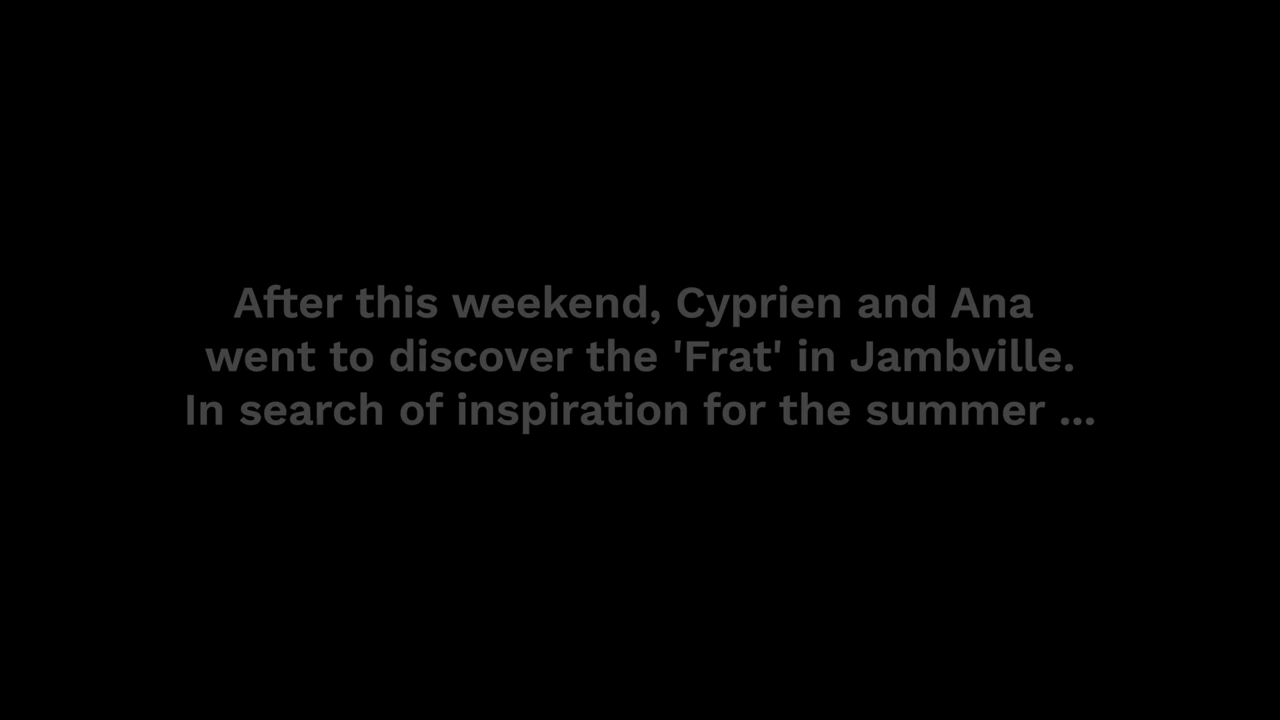 After this weekend, Cyprien and Ana
went to discover the 'Frat' in Jambville.
In search of inspiration for the summer ...